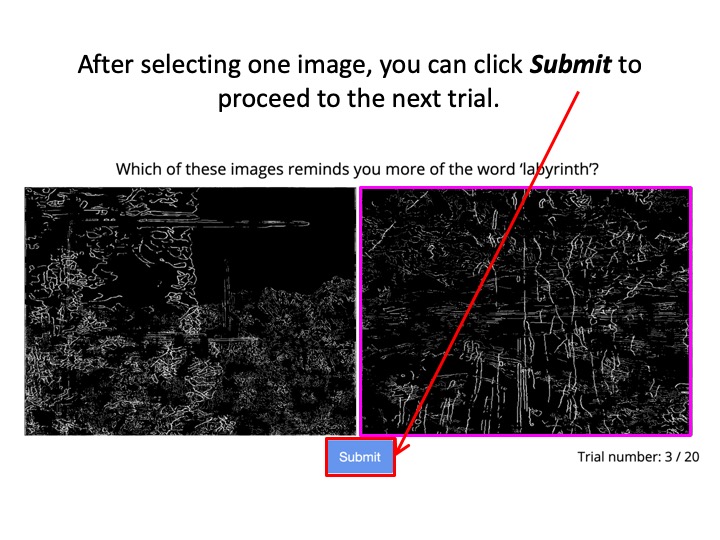 After selecting one image, you can click Submit to
proceed to the next trial.
Which of these images reminds you more of the word ‘labyrinth’?
Submit
Trial number: 3 / 20